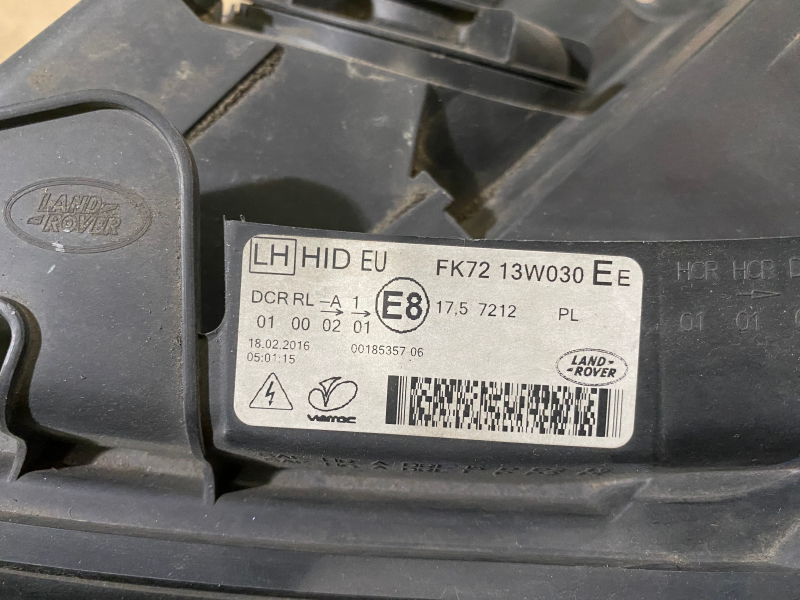 LAND-
-ROVER
LH HID EU FK72 13W030 E E
DCR RL -A 1 E8 17,5 7212 PL
01 00 02 01
18.02.2016 00185357 06
05:01:15
LAND-
-ROVER
HCR HCR
01 01